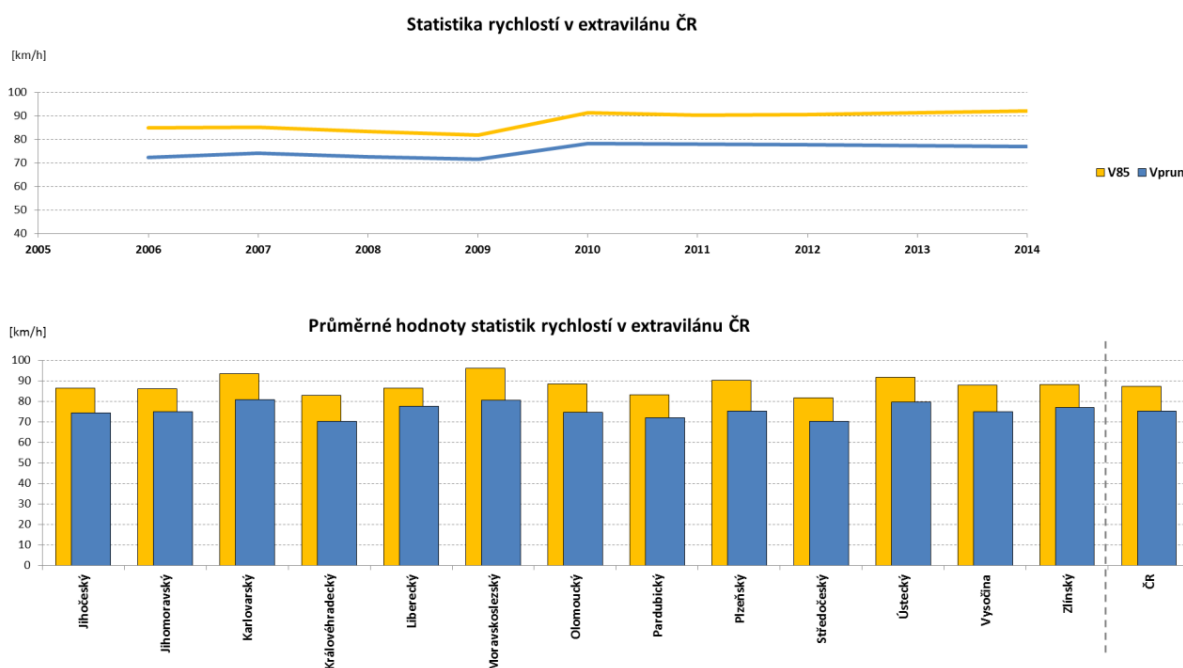 Statistika rychlostí v extravilánu ČR
[km/h]
100
90
80
70
60
50
40
2005 2006 2007 2008 2009 2010 2011 2012 2013 2014
V85 Vprum
Průměrné hodnoty statistik rychlostí v extravilánu ČR
[km/h]
100
90
80
70
60
50
40
30
20
10
0
Jihočeský
Jihomoravský
Karlovarský
Královéhradecký
Liberecký
Moravskoslezský
Olomoucký
Pardubický
Plzeňský
Středočeský
Ústecký
Vysočina
Zlínský
ČR